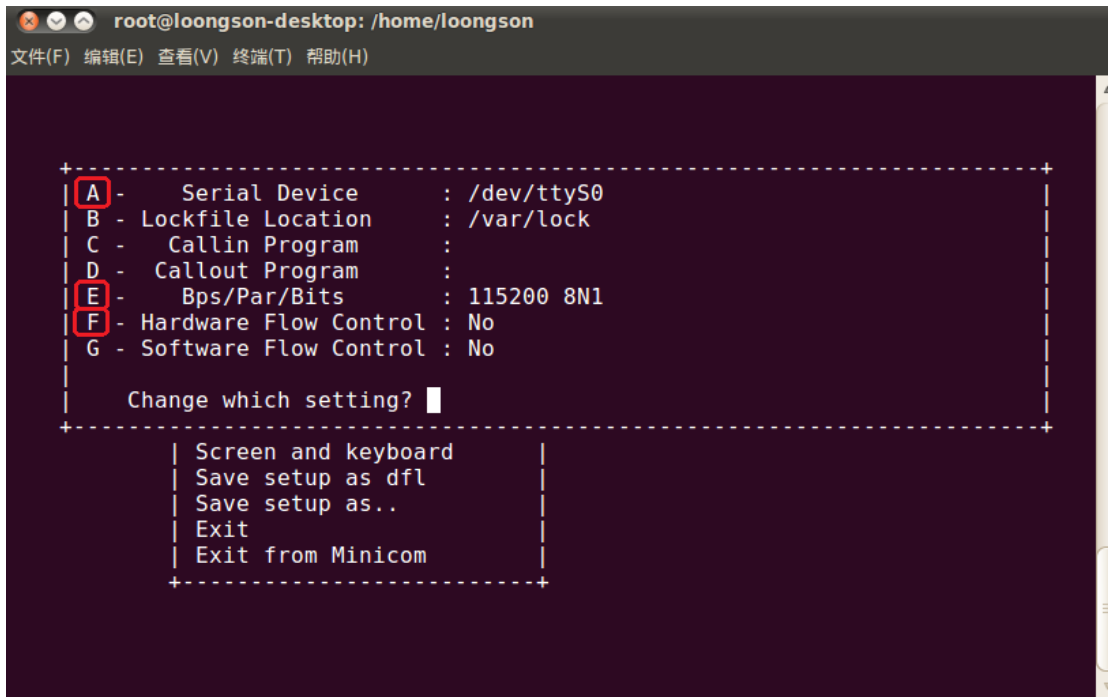 root@loongson-desktop: /home/loongson
文件(F) 编辑(E) 查看(V) 终端(T) 帮助(H)
A - Serial Device : /dev/ttyS0
B - Lockfile Location : /var/lock
C - Callin Program :
D - Callout Program :
E - Bps/Par/Bits : 115200 8N1
F - Hardware Flow Control : No
G - Software Flow Control : No
Change which setting?
Screen and keyboard
Save setup as dfl
Save setup as..
Exit
Exit from Minicom